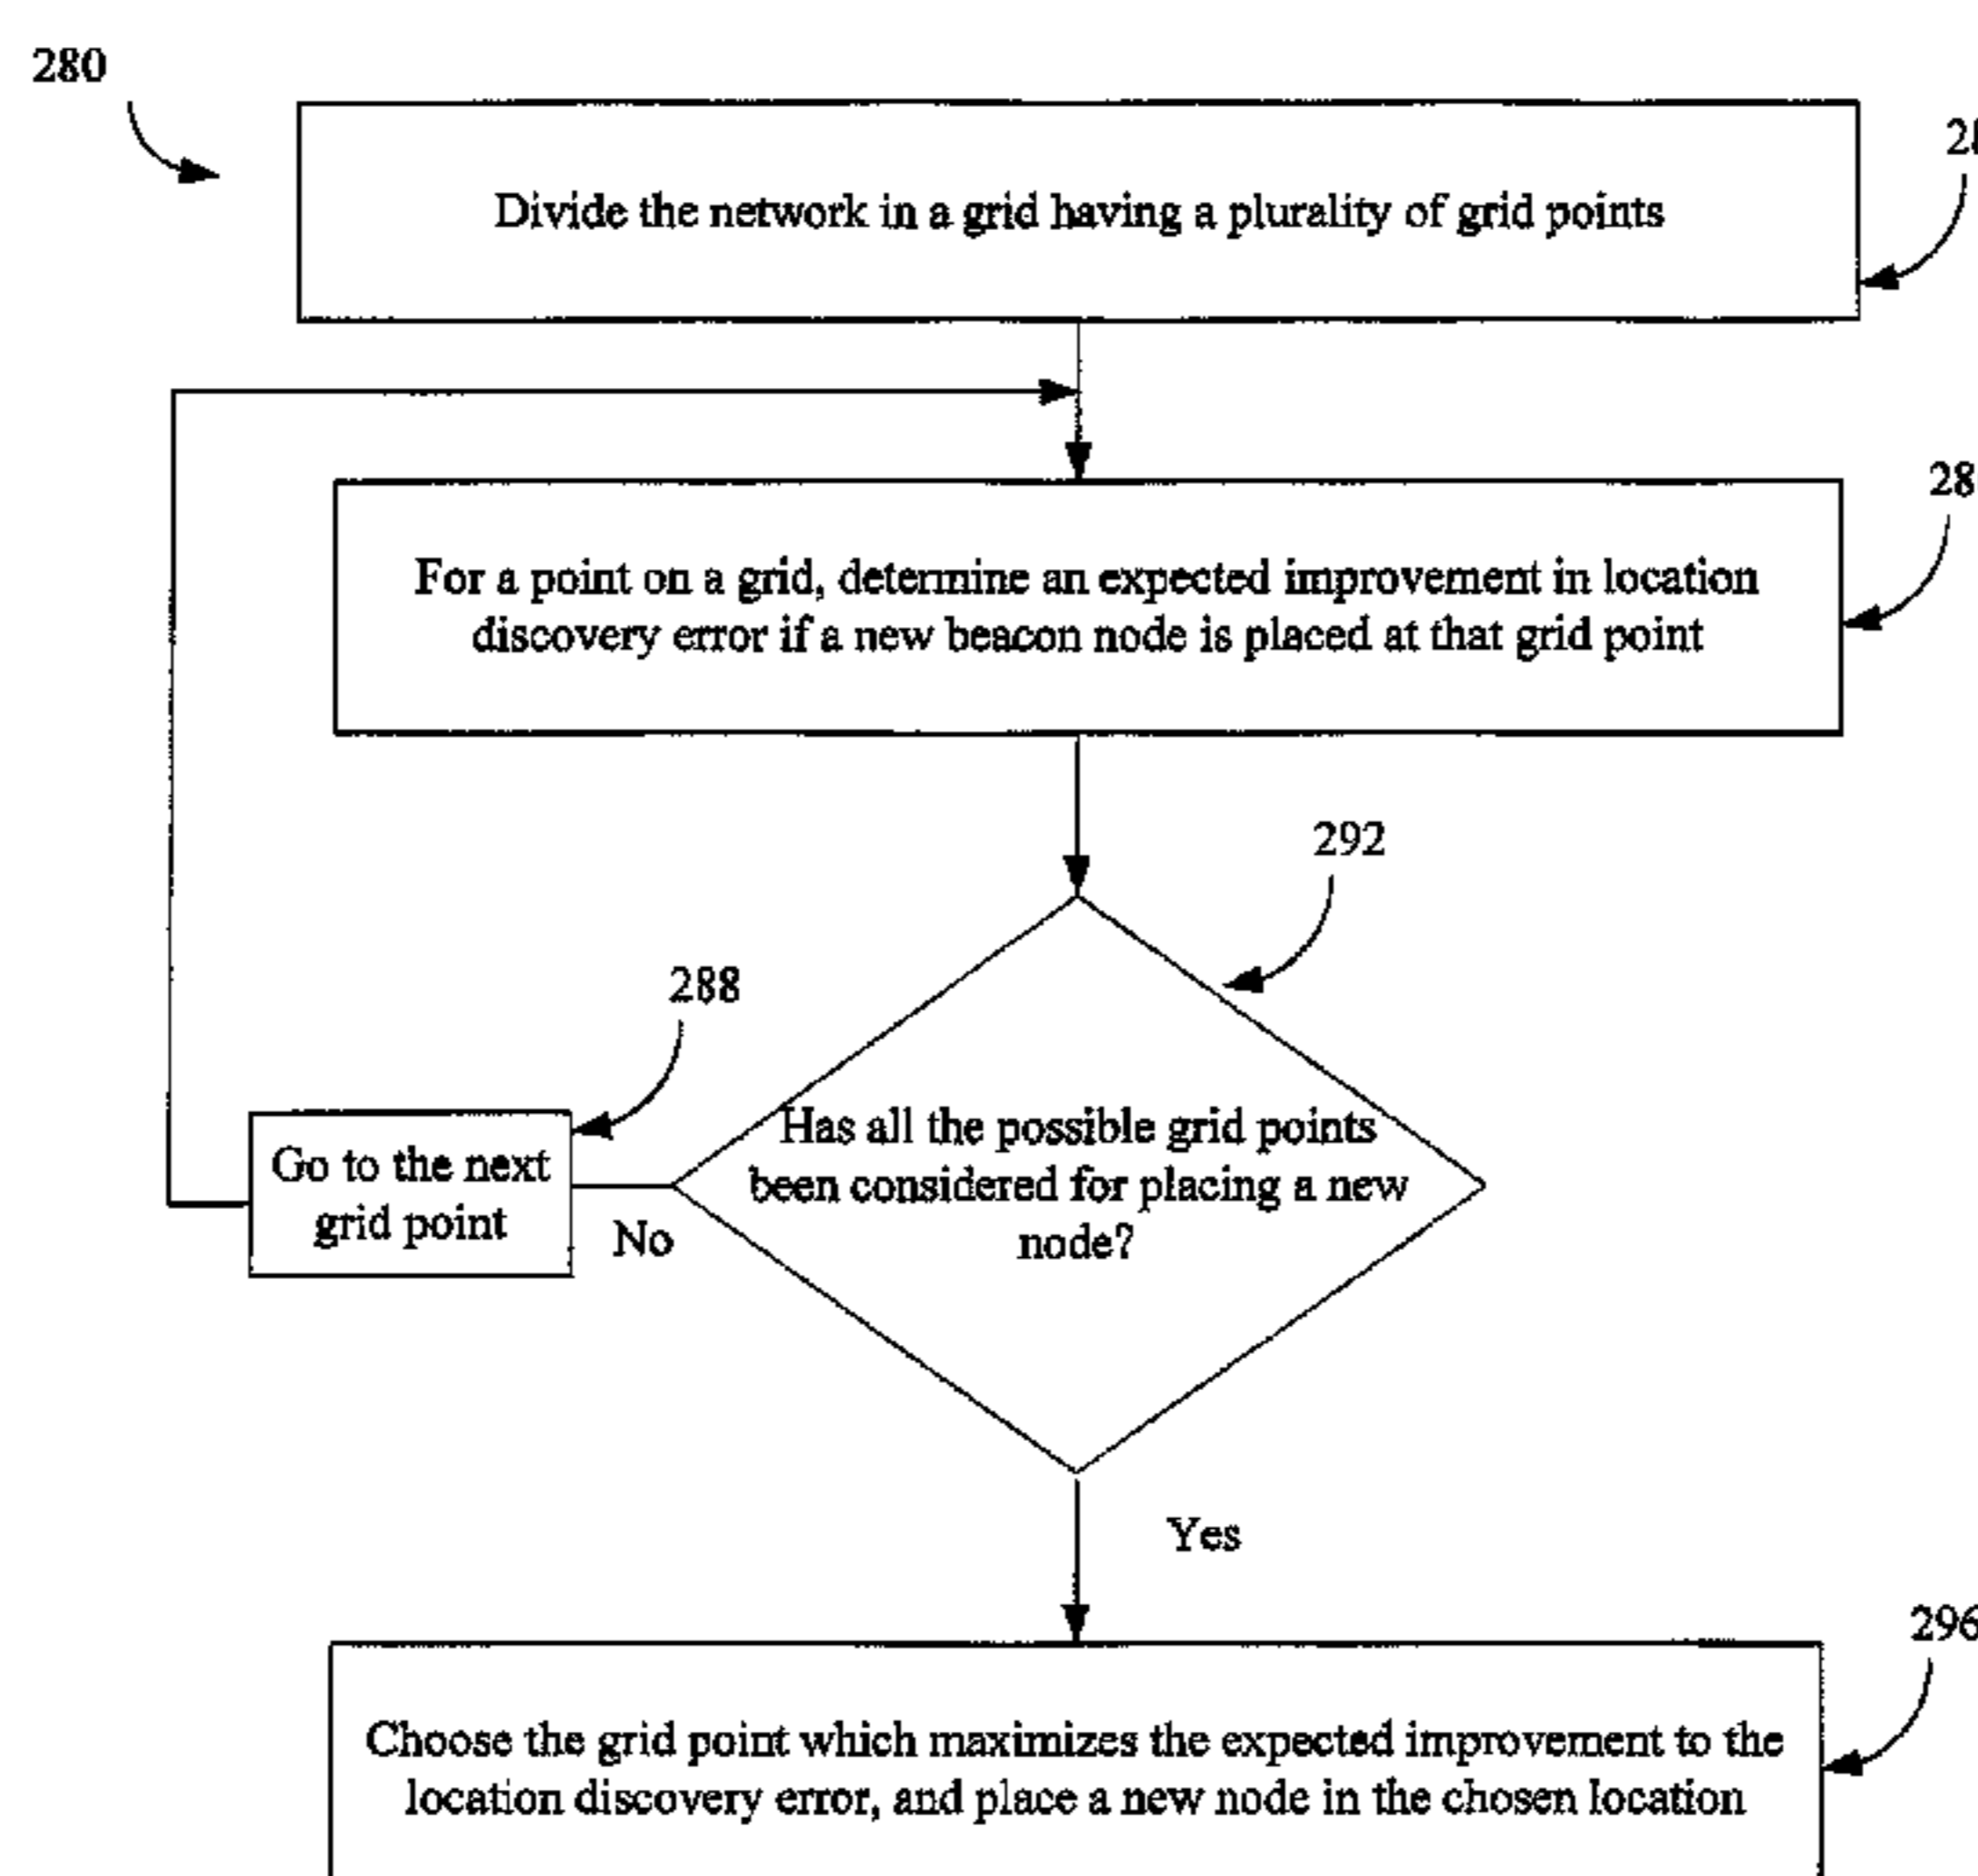 280
Divide the network in a grid having a plurality of grid points
For a point on a grid, determine an expected improvement in location
discovery error if a new beacon node is placed at that grid point
292
288
Go to the next
grid point
No
Has all the possible grid points
been considered for placing a new
node?
Yes
296
Choose the grid point which maximizes the expected improvement to the
location discovery error, and place a new node in the chosen location